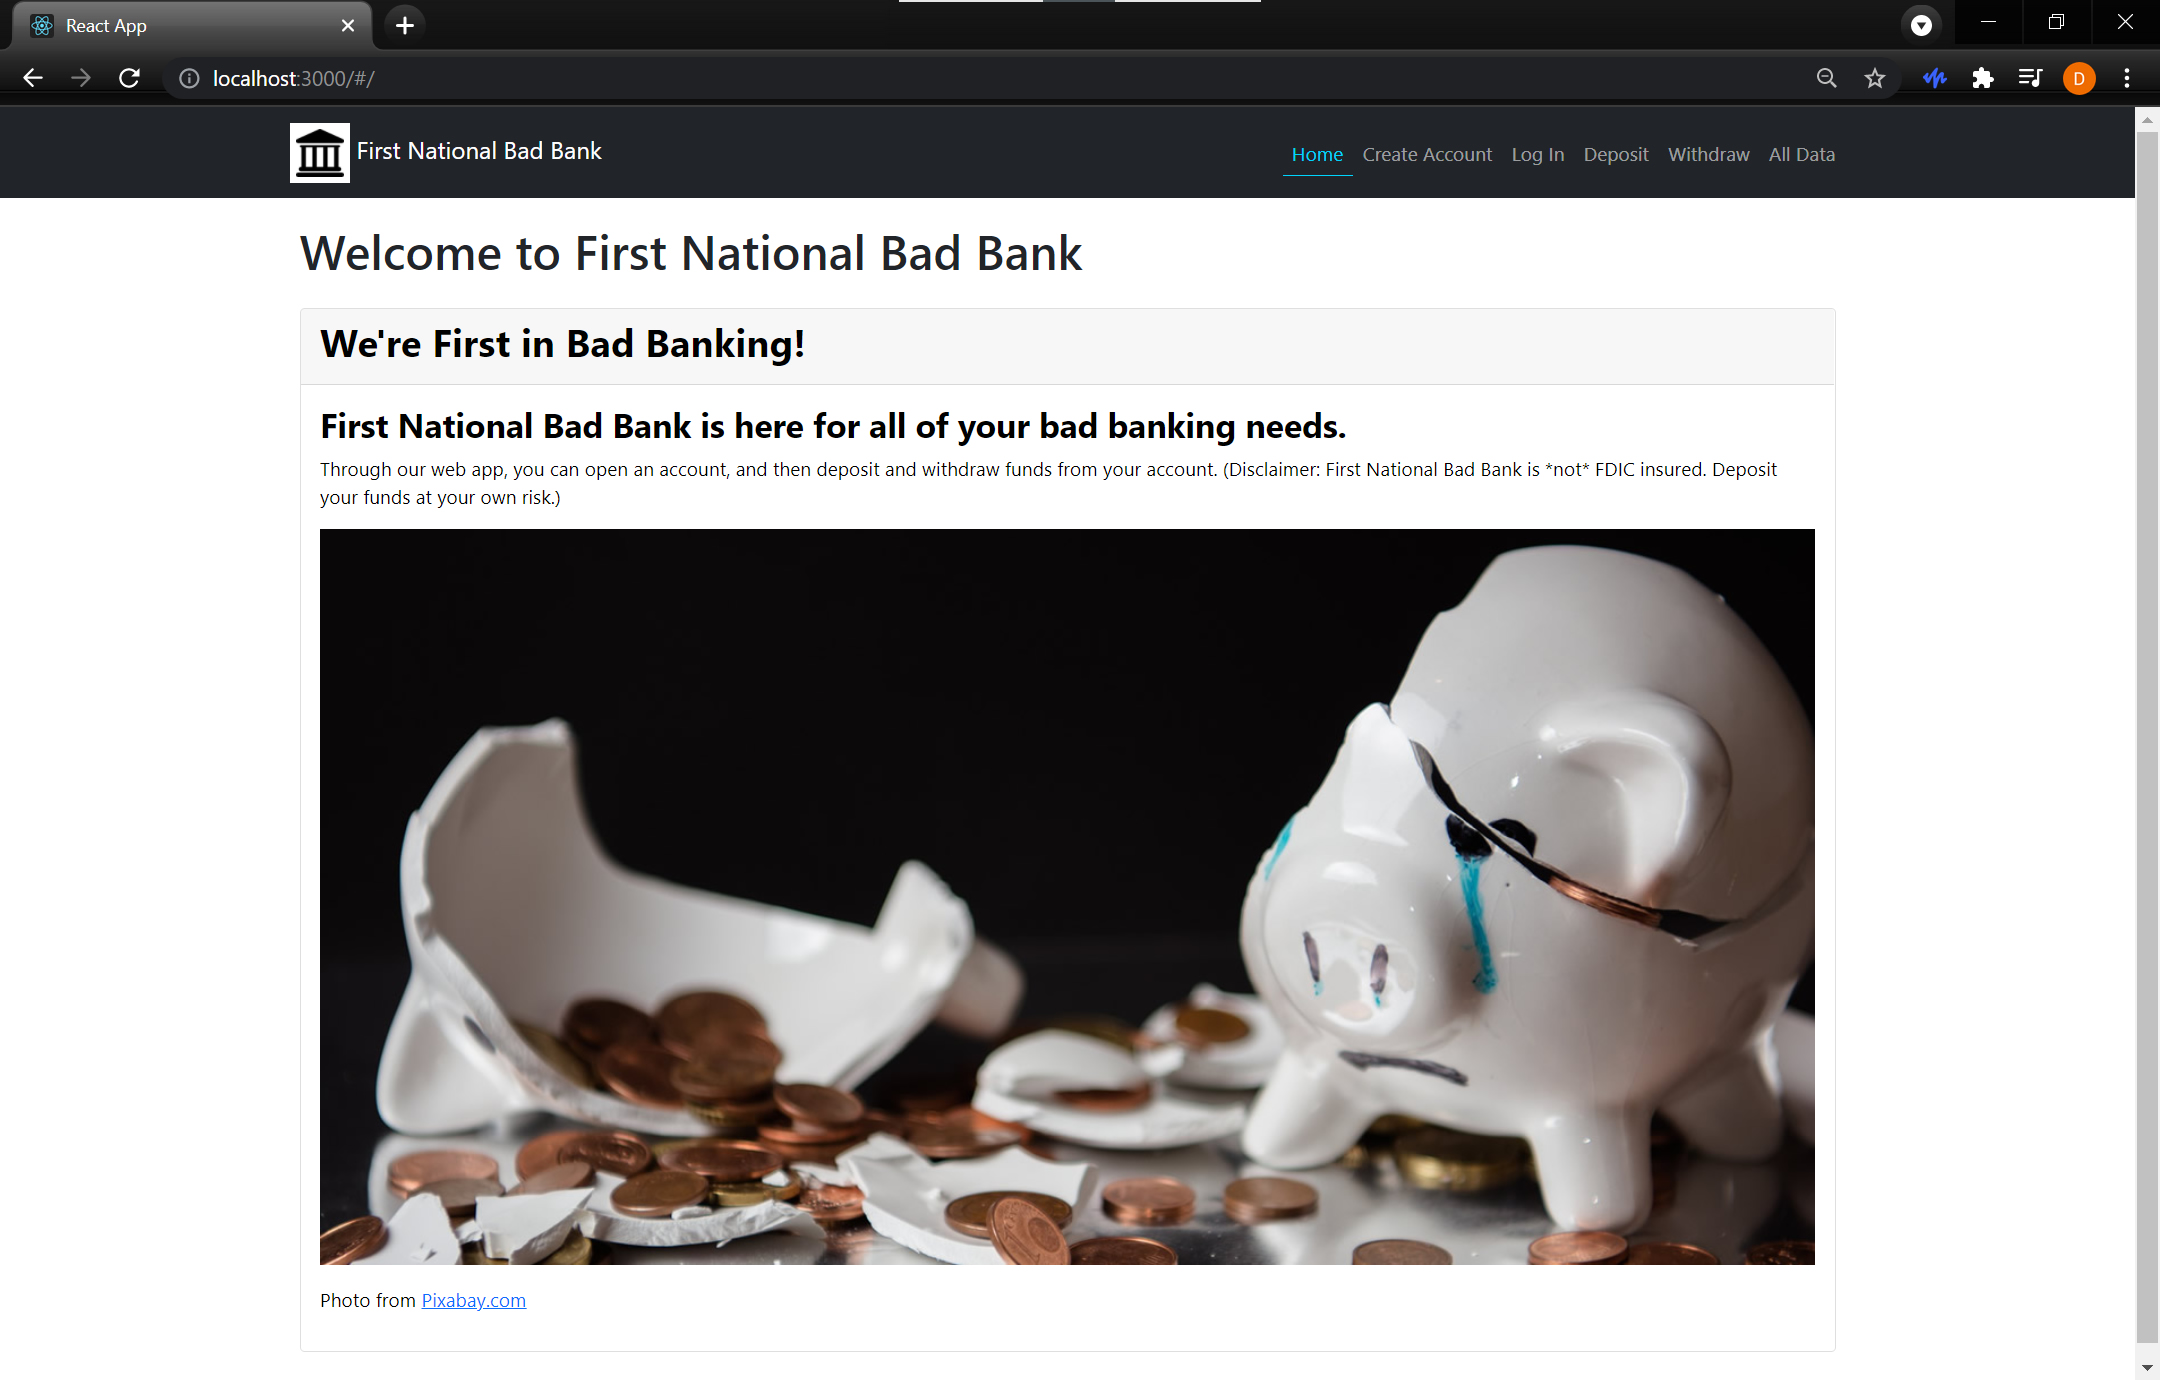 React App
localhost:3000/#/
D
First National Bad Bank
Home Create Account Log In Deposit Withdraw All Data
Welcome to First National Bad Bank
We're First in Bad Banking!
First National Bad Bank is here for all of your bad banking needs.
Through our web app, you can open an account, and then deposit and withdraw funds from your account. (Disclaimer: First National Bad Bank is *not* FDIC insured. Deposit
your funds at your own risk.)
Photo from Pixabay.com